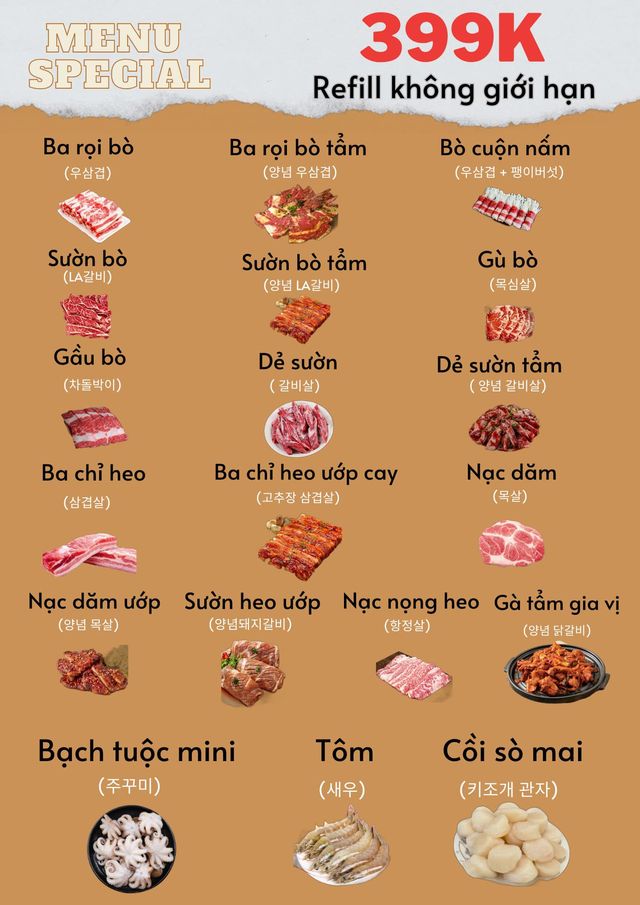 MENU
SPECIAL
399K
Refill không giới hạn
Ba rọi bò
(우삼겹)
Ba rọi bò tẩm
(양념 우삼겹)
Bò cuộn nấm
(우삼겹 + 팽이버섯)
Sườn bò
(LA갈비)
Sườn bò tẩm
(양념 LA갈비)
Gù bò
(목심살)
Gầu bò
(차돌박이)
Dẻ sườn
( 갈비살)
Dẻ sườn tẩm
( 양념 갈비살)
Ba chỉ heo
(삼겹살)
Ba chỉ heo ướp cay
(고추장 삼겹살)
Nạc dăm
(목살)
Nạc dăm ướp
(양념 목살)
Sườn heo ướp
(양념돼지갈비)
Nạc nọng heo
(항정살)
Gà tẩm gia vị
(양념 닭갈비)
Bạch tuộc mini
(주꾸미)
Tôm
(새우)
Cồi sò mai
(키조개 관자)